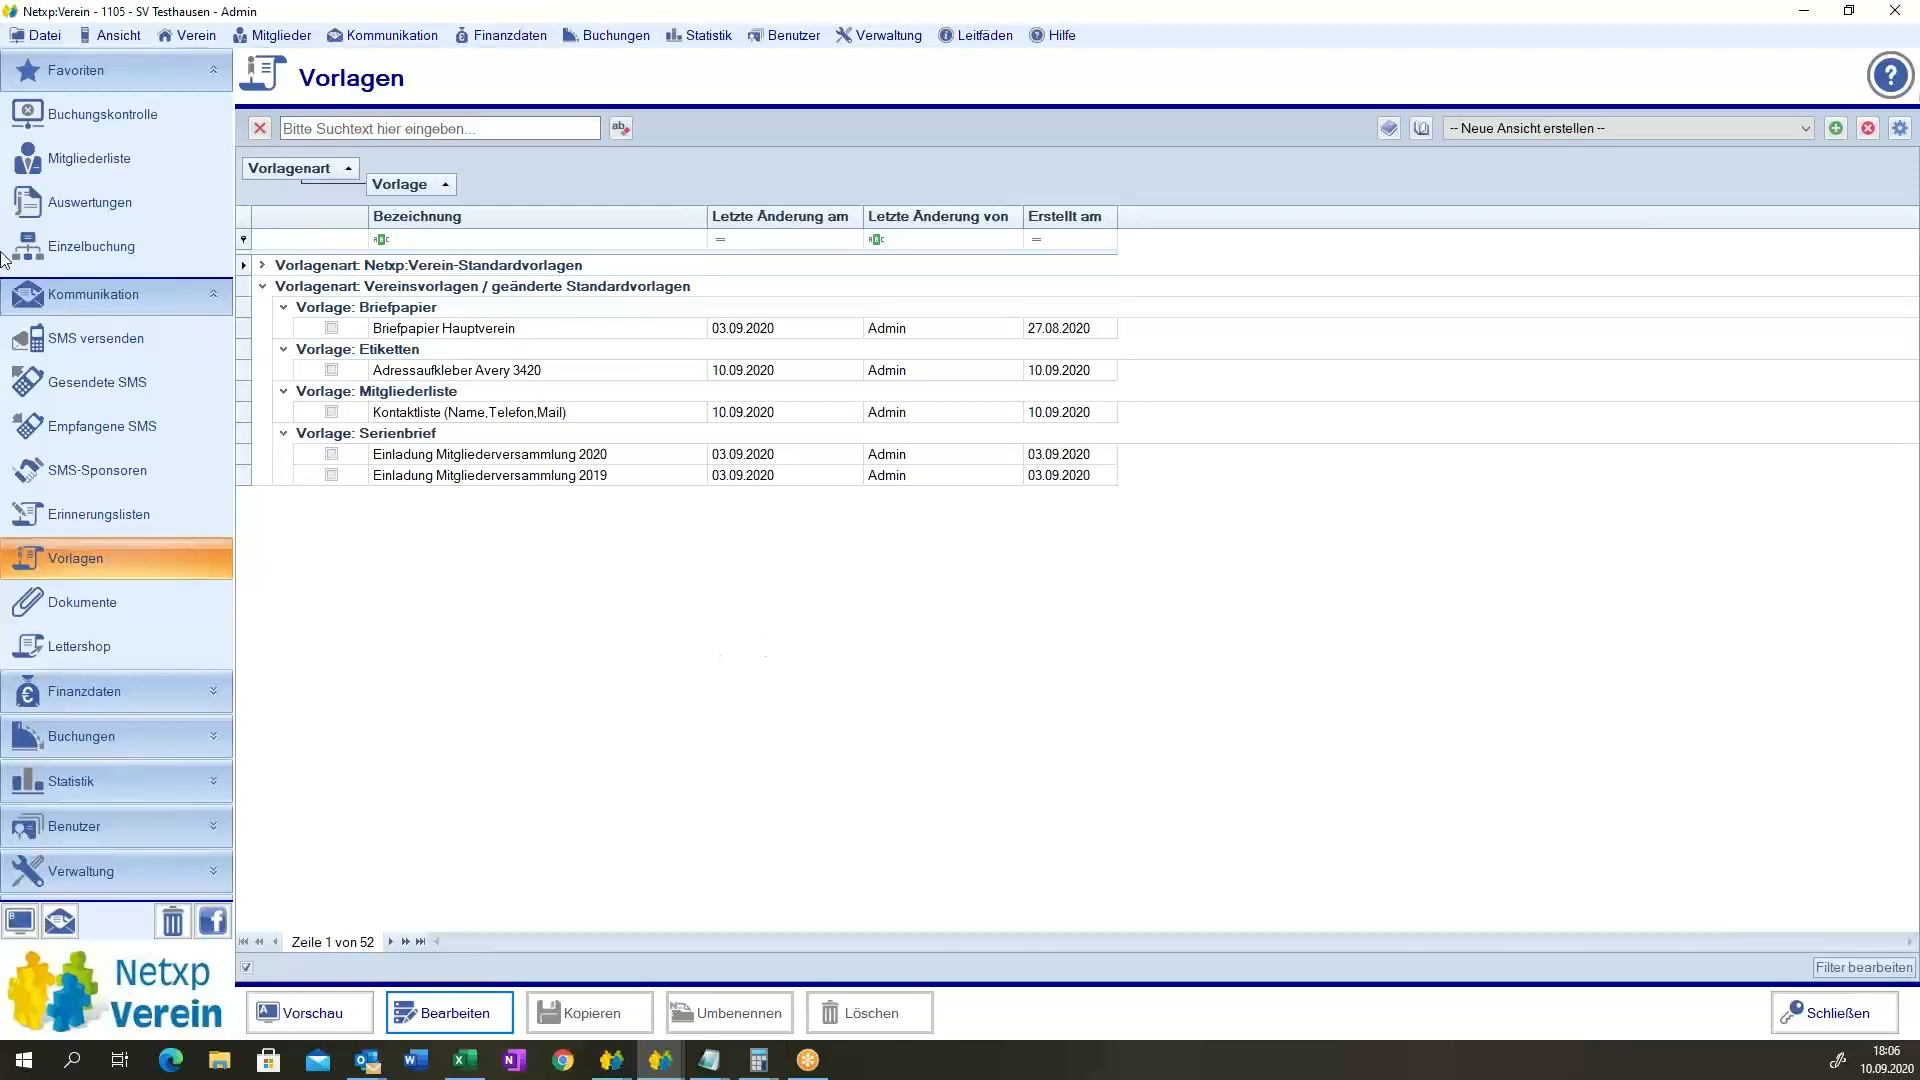 Netxp:Verein - 1105 - SV Testhausen - Admin
Datei Ansicht Verein Mitglieder Kommunikation Finanzdaten Buchungen Statistik Benutzer Verwaltung Leitfäden Hilfe
Favoriten
Buchungskontrolle
Mitgliederliste
Auswertungen
Einzelbuchung
Kommunikation
SMS versenden
Gesendete SMS
Empfangene SMS
SMS-Sponsoren
Erinnerungslisten
Vorlagen
Dokumente
Lettershop
Finanzdaten
Buchungen
Statistik
Benutzer
Verwaltung
Netxp
Verein
Vorlagen
Bitte Suchtext hier eingeben...
-- Neue Ansicht erstellen --
Vorlagenart
Vorlage
Bezeichnung Letzte Änderung am Letzte Änderung von Erstellt am
Vorlagenart: Netxp:Verein-Standardvorlagen
Vorlagenart: Vereinsvorlagen / geänderte Standardvorlagen
Vorlage: Briefpapier
Briefpapier Hauptverein 03.09.2020 Admin 27.08.2020
Vorlage: Etiketten
Adressaufkleber Avery 3420 10.09.2020 Admin 10.09.2020
Vorlage: Mitgliederliste
Kontaktliste (Name,Telefon,Mail) 10.09.2020 Admin 10.09.2020
Vorlage: Serienbrief
Einladung Mitgliederversammlung 2020 03.09.2020 Admin 03.09.2020
Einladung Mitgliederversammlung 2019 03.09.2020 Admin 03.09.2020
Zeile 1 von 52
Filter bearbeiten
Vorschau Bearbeiten Kopieren Umbenennen Löschen Schließen
18:06
10.09.2020